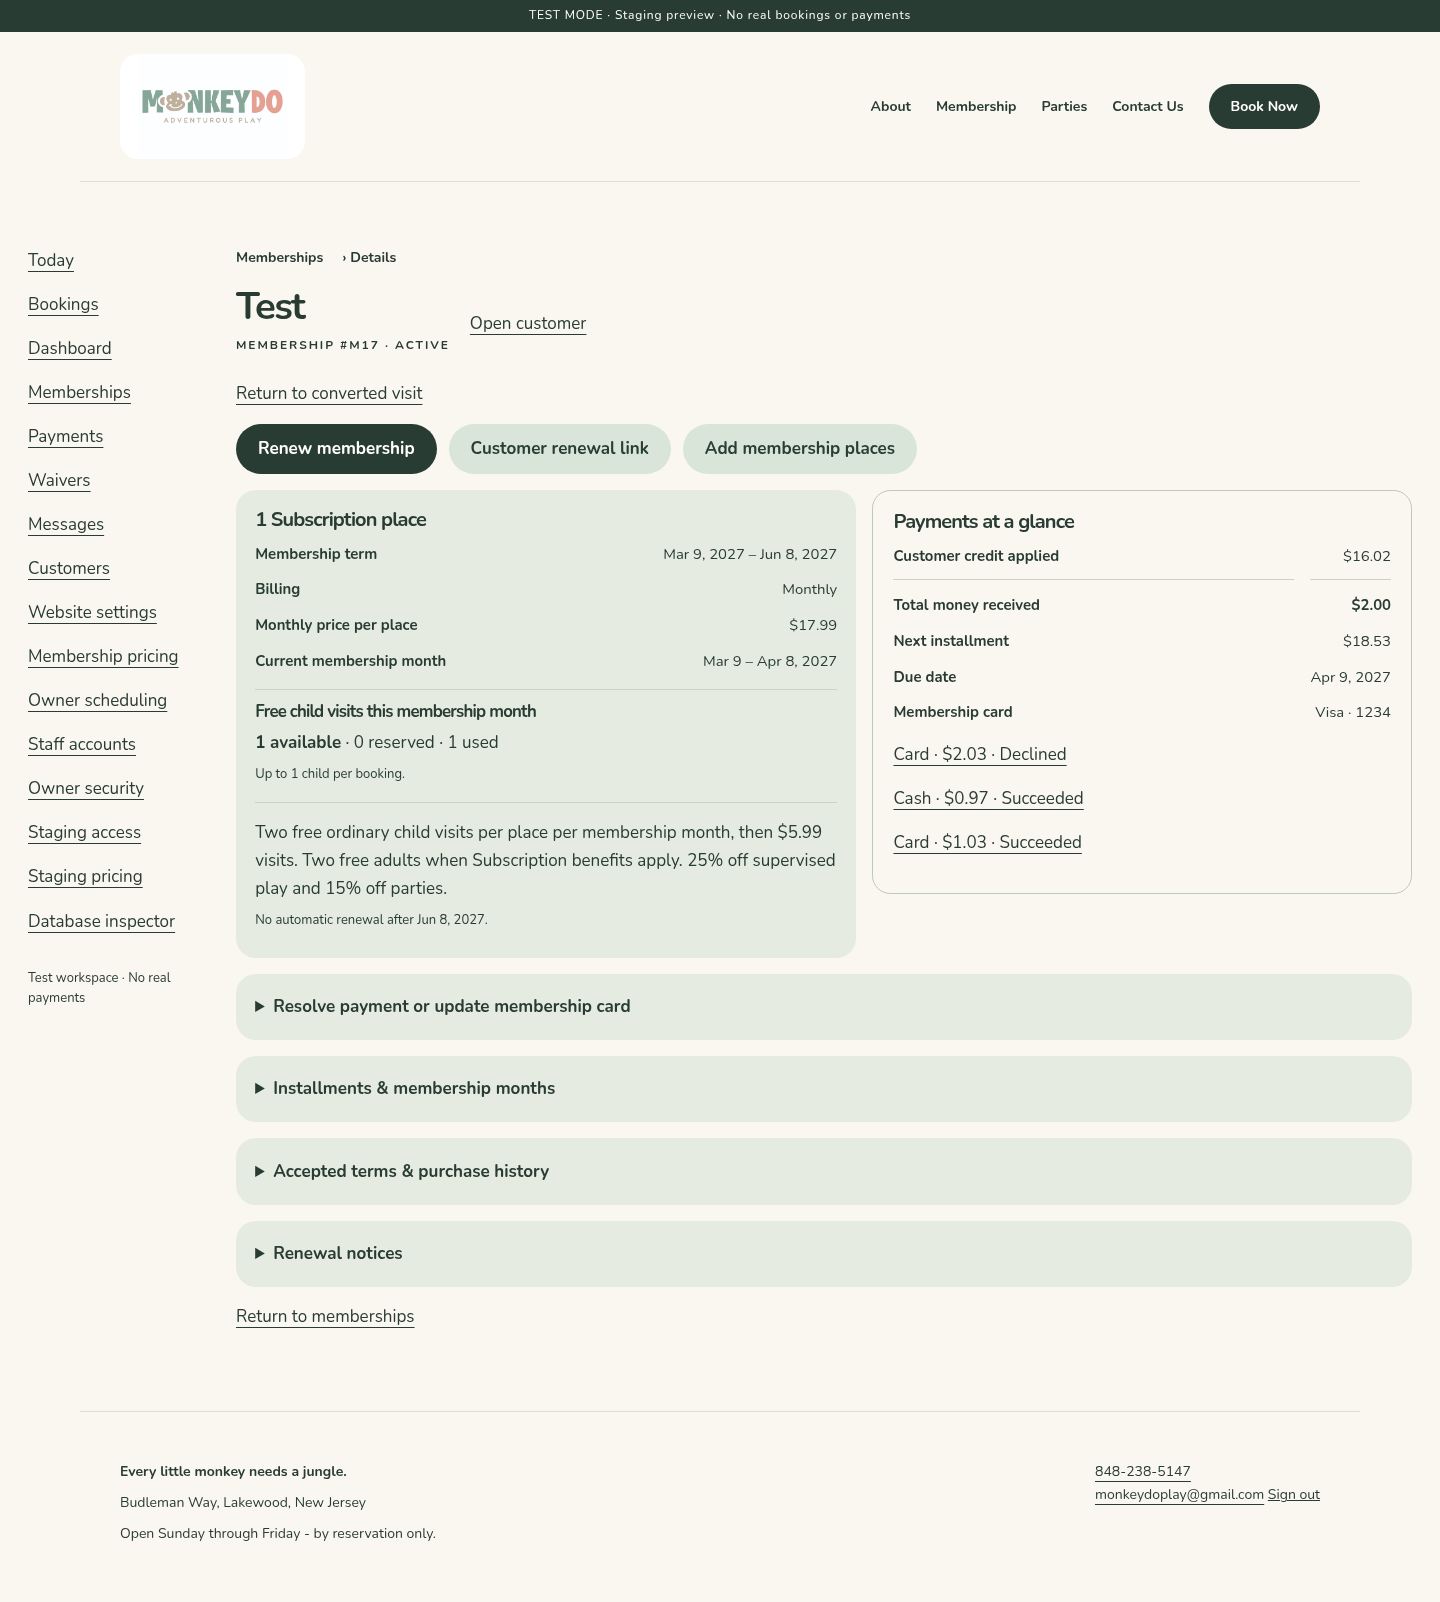 TEST MODE · Staging preview · No real bookings or payments
MONKEYDO
ADVENTUROUS PLAY
About
Membership
Parties
Contact Us
Book Now
Today
Bookings
Dashboard
Memberships
Payments
Waivers
Messages
Customers
Website settings
Membership pricing
Owner scheduling
Staff accounts
Owner security
Staging access
Staging pricing
Database inspector
Test workspace · No real
payments
Memberships › Details
Test
MEMBERSHIP #M17 · ACTIVE
Open customer
Return to converted visit
Renew membership
Customer renewal link
Add membership places
1 Subscription place
Membership term Mar 9, 2027 – Jun 8, 2027
Billing Monthly
Monthly price per place $17.99
Current membership month Mar 9 – Apr 8, 2027
Free child visits this membership month
1 available · 0 reserved · 1 used
Up to 1 child per booking.
Two free ordinary child visits per place per membership month, then $5.99
visits. Two free adults when Subscription benefits apply. 25% off supervised
play and 15% off parties.
No automatic renewal after Jun 8, 2027.
Payments at a glance
Customer credit applied $16.02
Total money received $2.00
Next installment $18.53
Due date Apr 9, 2027
Membership card Visa · 1234
Card · $2.03 · Declined
Cash · $0.97 · Succeeded
Card · $1.03 · Succeeded
Resolve payment or update membership card
Installments & membership months
Accepted terms & purchase history
Renewal notices
Return to memberships
Every little monkey needs a jungle.
Budleman Way, Lakewood, New Jersey
Open Sunday through Friday - by reservation only.
848-238-5147
monkeydoplay@gmail.com Sign out